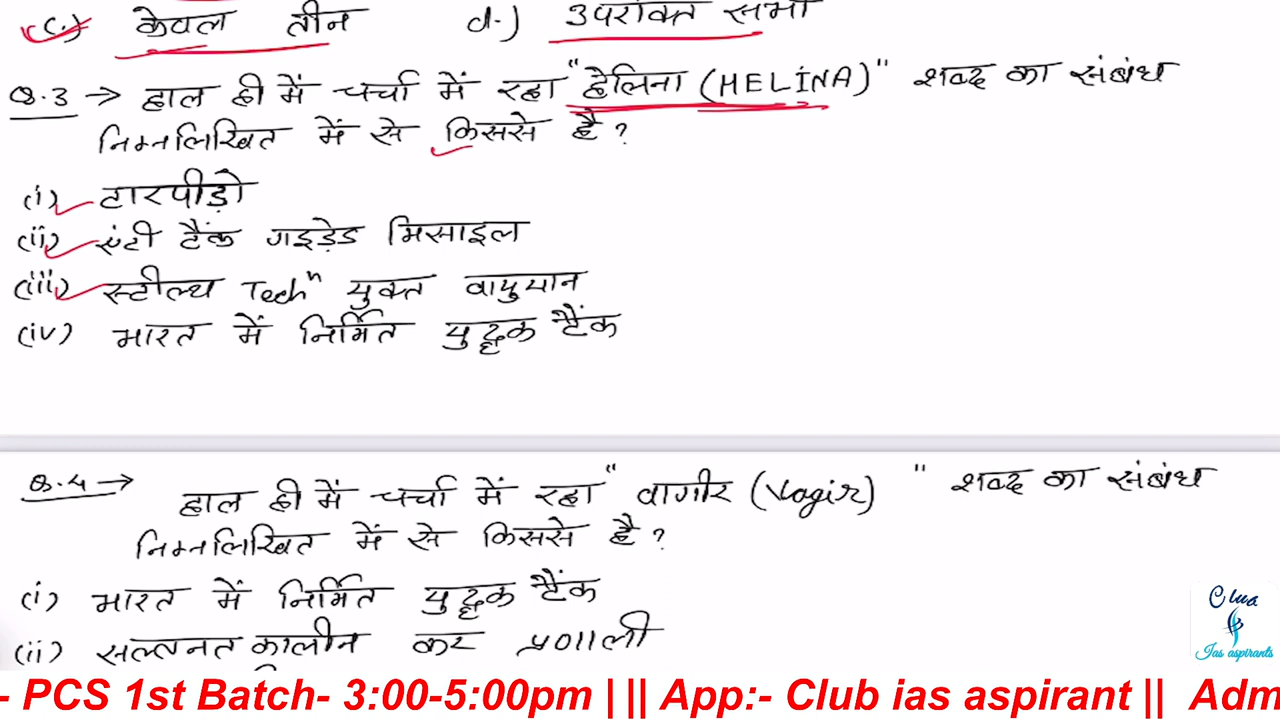 (c.) केवल तीन d.) उपरोक्त सभी
Q.3 → हाल ही में चर्चा में रहा "हेलिना (HELINA)" शब्द का संबंध
निम्नलिखित में से किससे है?
(i) टारपीड़ो
(ii) एंटी टैंक गाइड़ेड मिसाइल
(iii) स्टील्थ Techⁿ युक्त वायुयान
(iv) भारत में निर्मित युद्धक टैंक
Q.4 → हाल ही में चर्चा में रहा "वागीर (Vagir) " शब्द का संबंध
निम्नलिखित में से किससे है?
(i) भारत में निर्मित युद्धक टैंक
(ii) सल्तनत कालीन कर प्रणाली
Club
Ias aspirants
- PCS 1st Batch- 3:00-5:00pm | || App:- Club ias aspirant || Adm